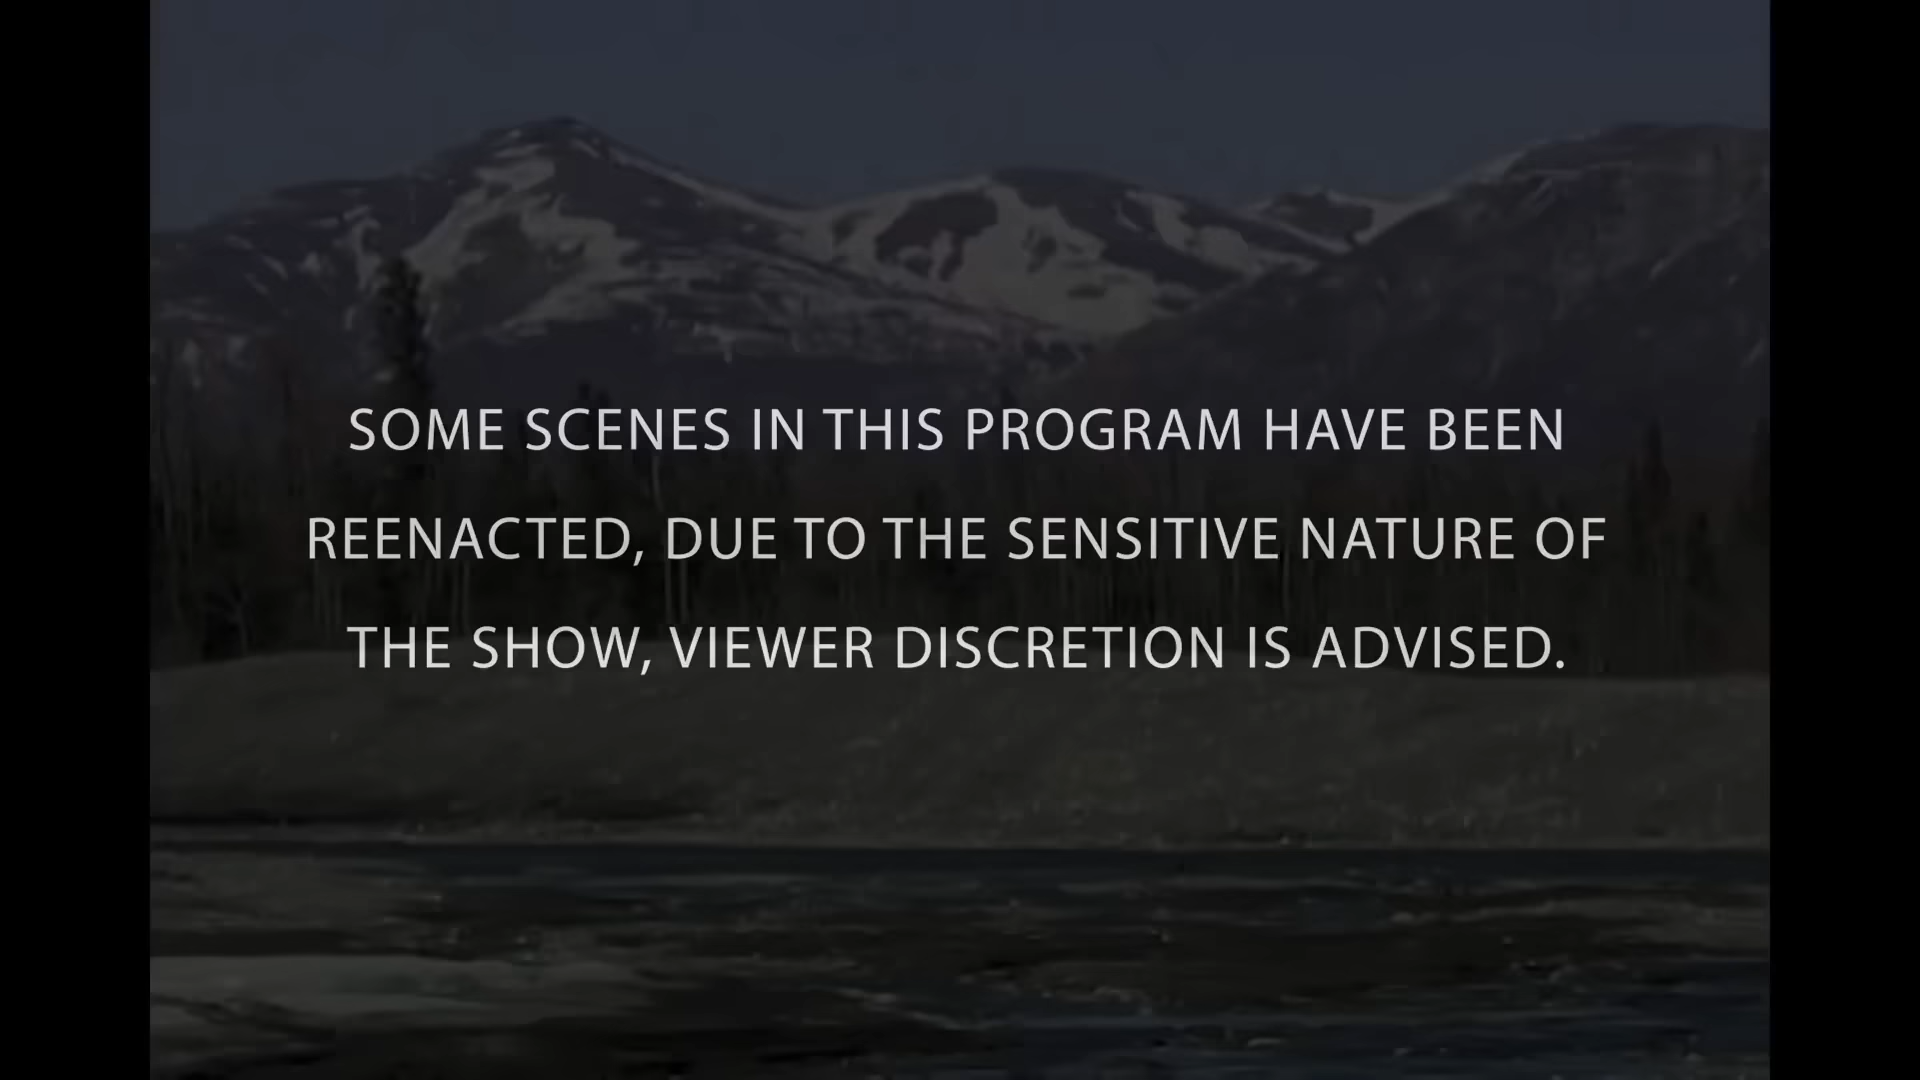 SOME SCENES IN THIS PROGRAM HAVE BEEN
REENACTED, DUE TO THE SENSITIVE NATURE OF
THE SHOW, VIEWER DISCRETION IS ADVISED.